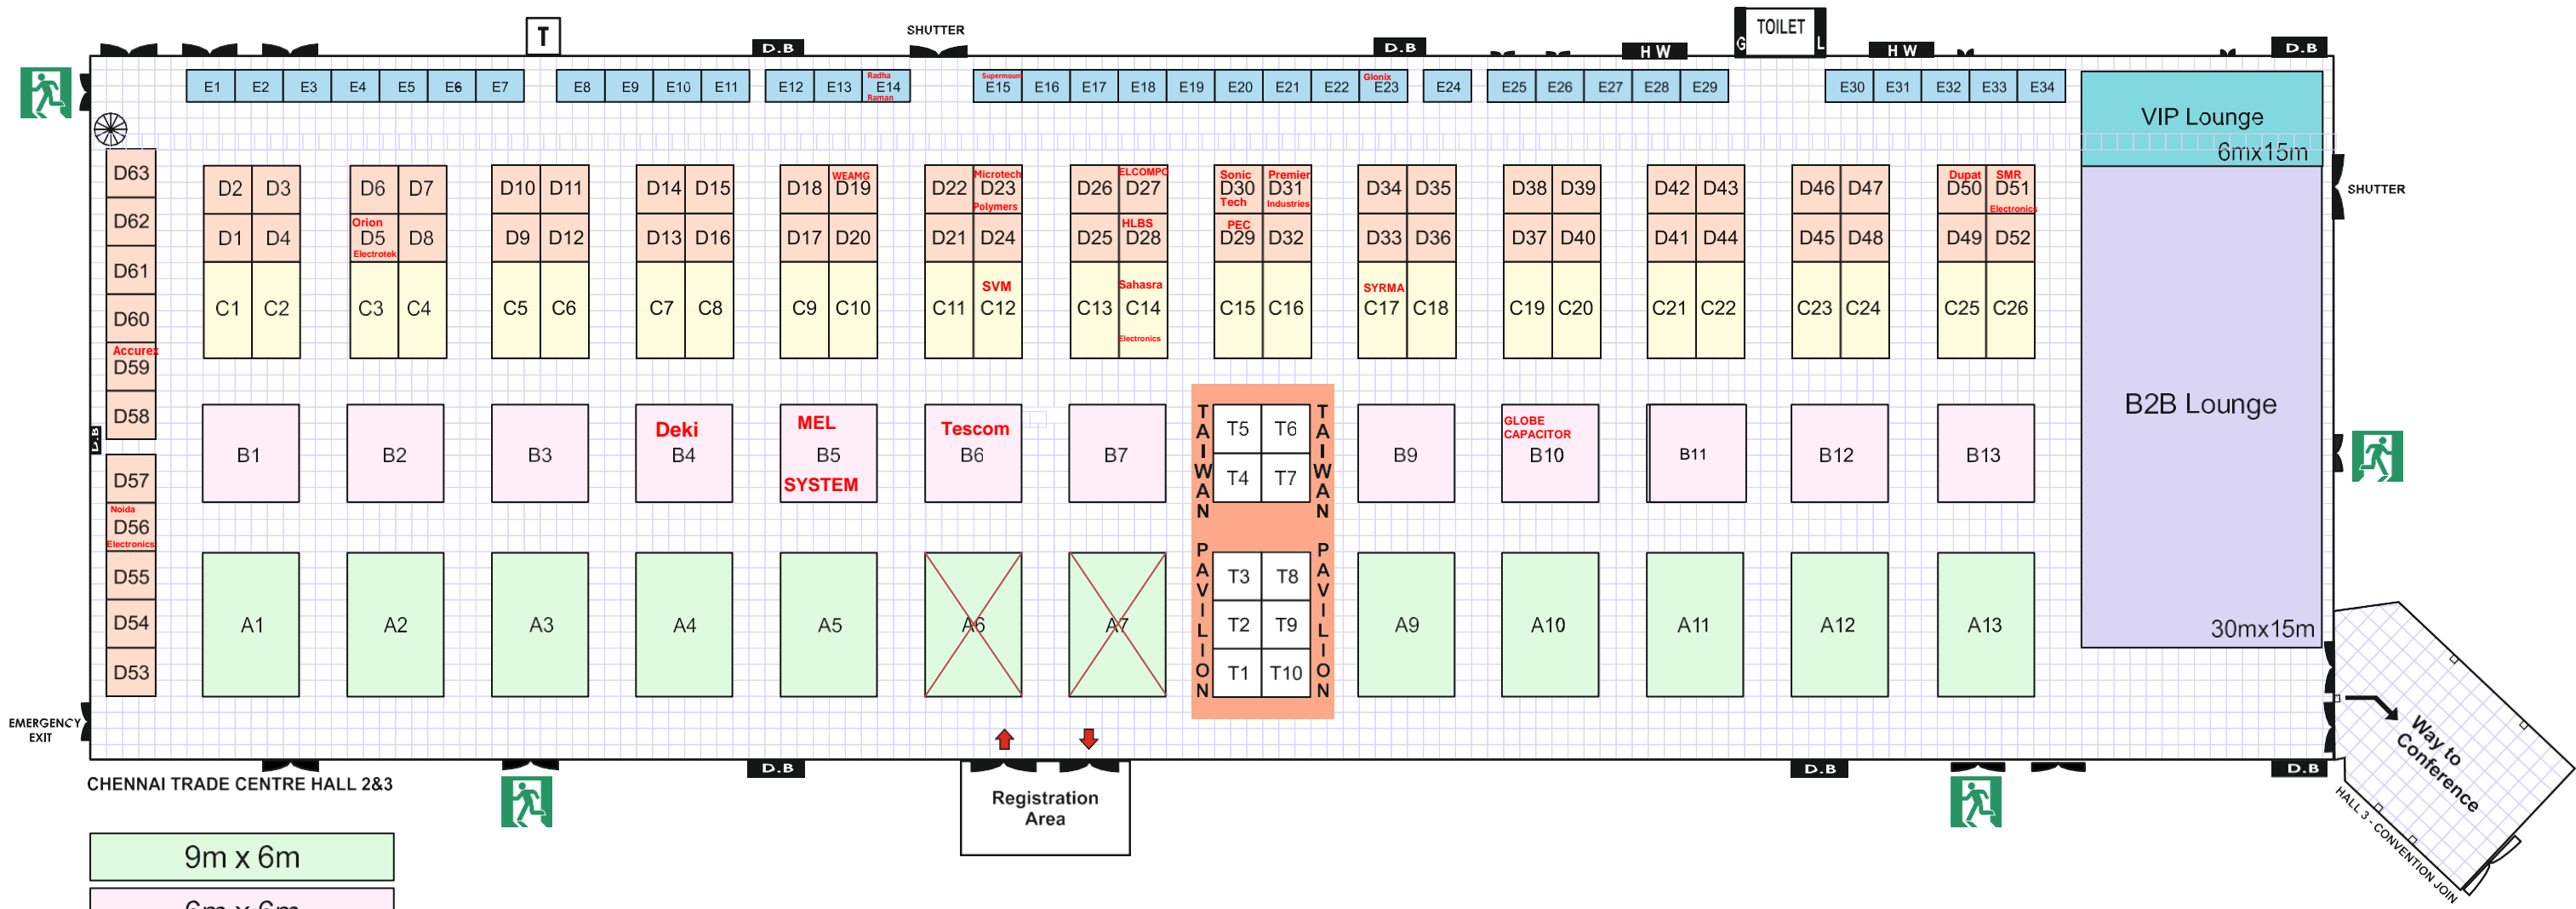 SHUTTER
T
D.B
D.B
H W
G TOILET L
H W
D.B
E1 E2 E3 E4 E5 E6 E7 E8 E9 E10 E11 E12 E13 Radha E14 Raman Supermount E15 E16 E17 E18 E19 E20 E21 E22 Glonix E23 E24 E25 E26 E27 E28 E29 E30 E31 E32 E33 E34
VIP Lounge
6mx15m
SHUTTER
D63
D62
D61
D60
Accurex
D59
D58
D.B
D57
Noida
D56
Electronics
D55
D54
D53
D2 D3 D6 D7 D10 D11 D14 D15 D18 WEAMG D19 D22 Microtech D23 Polymers D26 ELCOMPO D27 Sonic D30 Tech Premier D31 Industries D34 D35 D38 D39 D42 D43 D46 D47 Dupat D50 SMR D51 Electronics
D1 D4 Orion D5 Electrotek D8 D9 D12 D13 D16 D17 D20 D21 D24 D25 HLBS D28 PEC D29 D32 D33 D36 D37 D40 D41 D44 D45 D48 D49 D52
C1 C2 C3 C4 C5 C6 C7 C8 C9 C10 C11 SVM C12 C13 Sahasra C14 Electronics C15 C16 SYRMA C17 C18 C19 C20 C21 C22 C23 C24 C25 C26
B2B Lounge
30mx15m
B1 B2 B3 Deki B4 MEL B5 SYSTEM Tescom B6 B7
TAIWAN
T5 T6
T4 T7
TAIWAN
B9 GLOBE CAPACITOR B10 B11 B12 B13
A1 A2 A3 A4 A5 A6 A7
PAVILION
T3 T8
T2 T9
T1 T10
PAVILION
A9 A10 A11 A12 A13
EMERGENCY
EXIT
CHENNAI TRADE CENTRE HALL 2&3
D.B
Registration
Area
D.B
D.B
Way to
Conference
HALL 3 - CONVENTION JOIN
9m x 6m
6m x 6m